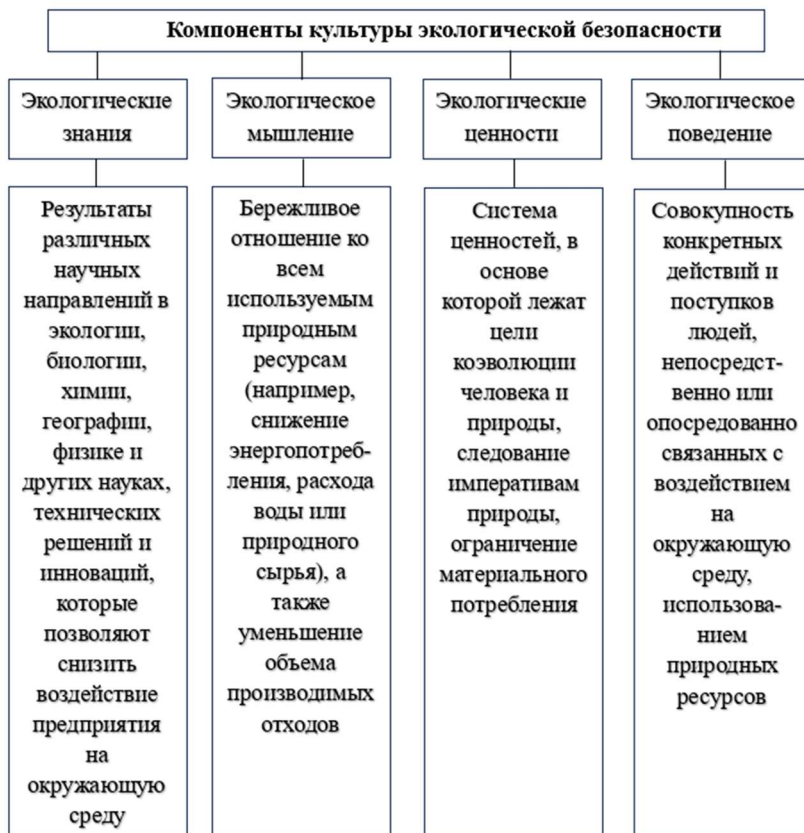 Компоненты культуры экологической безопасности
Экологические
знания
Экологическое
мышление
Экологические
ценности
Экологическое
поведение
Результаты
различных
научных
направлений в
экологии,
биологии,
химии,
географии,
физике и
других науках,
технических
решений и
инноваций,
которые
позволяют
снизить
воздействие
предприятия
на
окружающую
среду
Бережливое
отношение ко
всем
используемым
природным
ресурсам
(например,
снижение
энергопотреб-
ления, расхода
воды или
природного
сырья), а
также
уменьшение
объема
производимых
отходов
Система
ценностей, в
основе
которой лежат
цели
коэволюции
человека и
природы,
следование
императивам
природы,
ограничение
материального
потребления
Совокупность
конкретных
действий и
поступков
людей,
непосредст-
венно или
опосредованно
связанных с
воздействием
на
окружающую
среду,
использова-
нием
природных
ресурсов